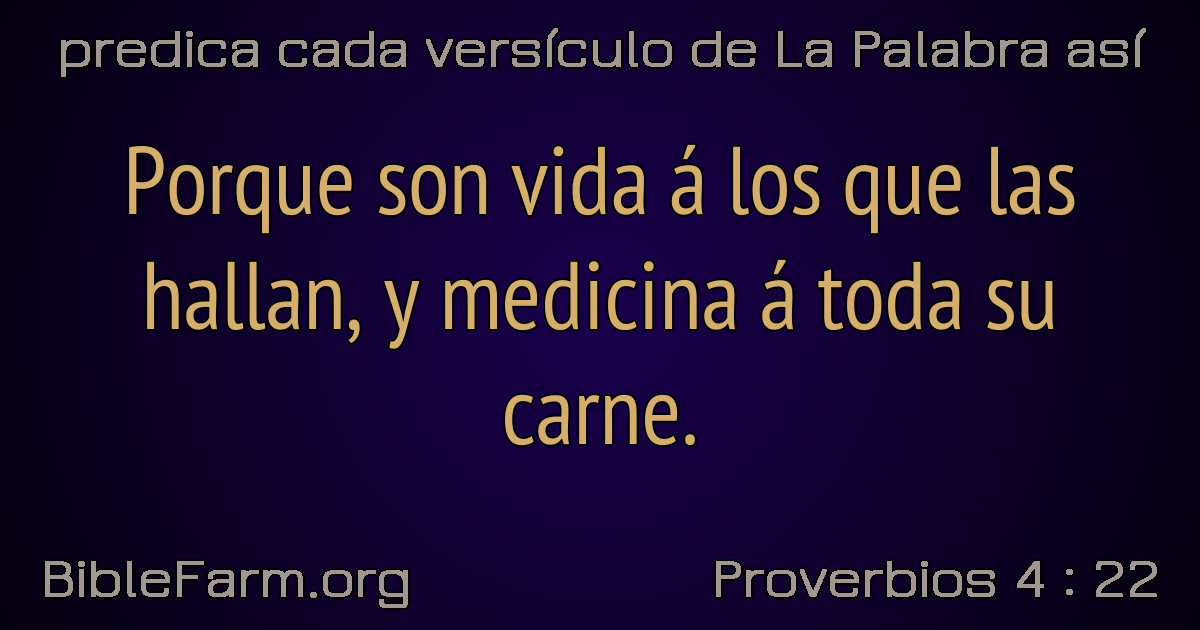 predica cada versículo de La Palabra así
Porque son vida á los que las
hallan, y medicina á toda su
carne.
BibleFarm.org
Proverbios 4 : 22